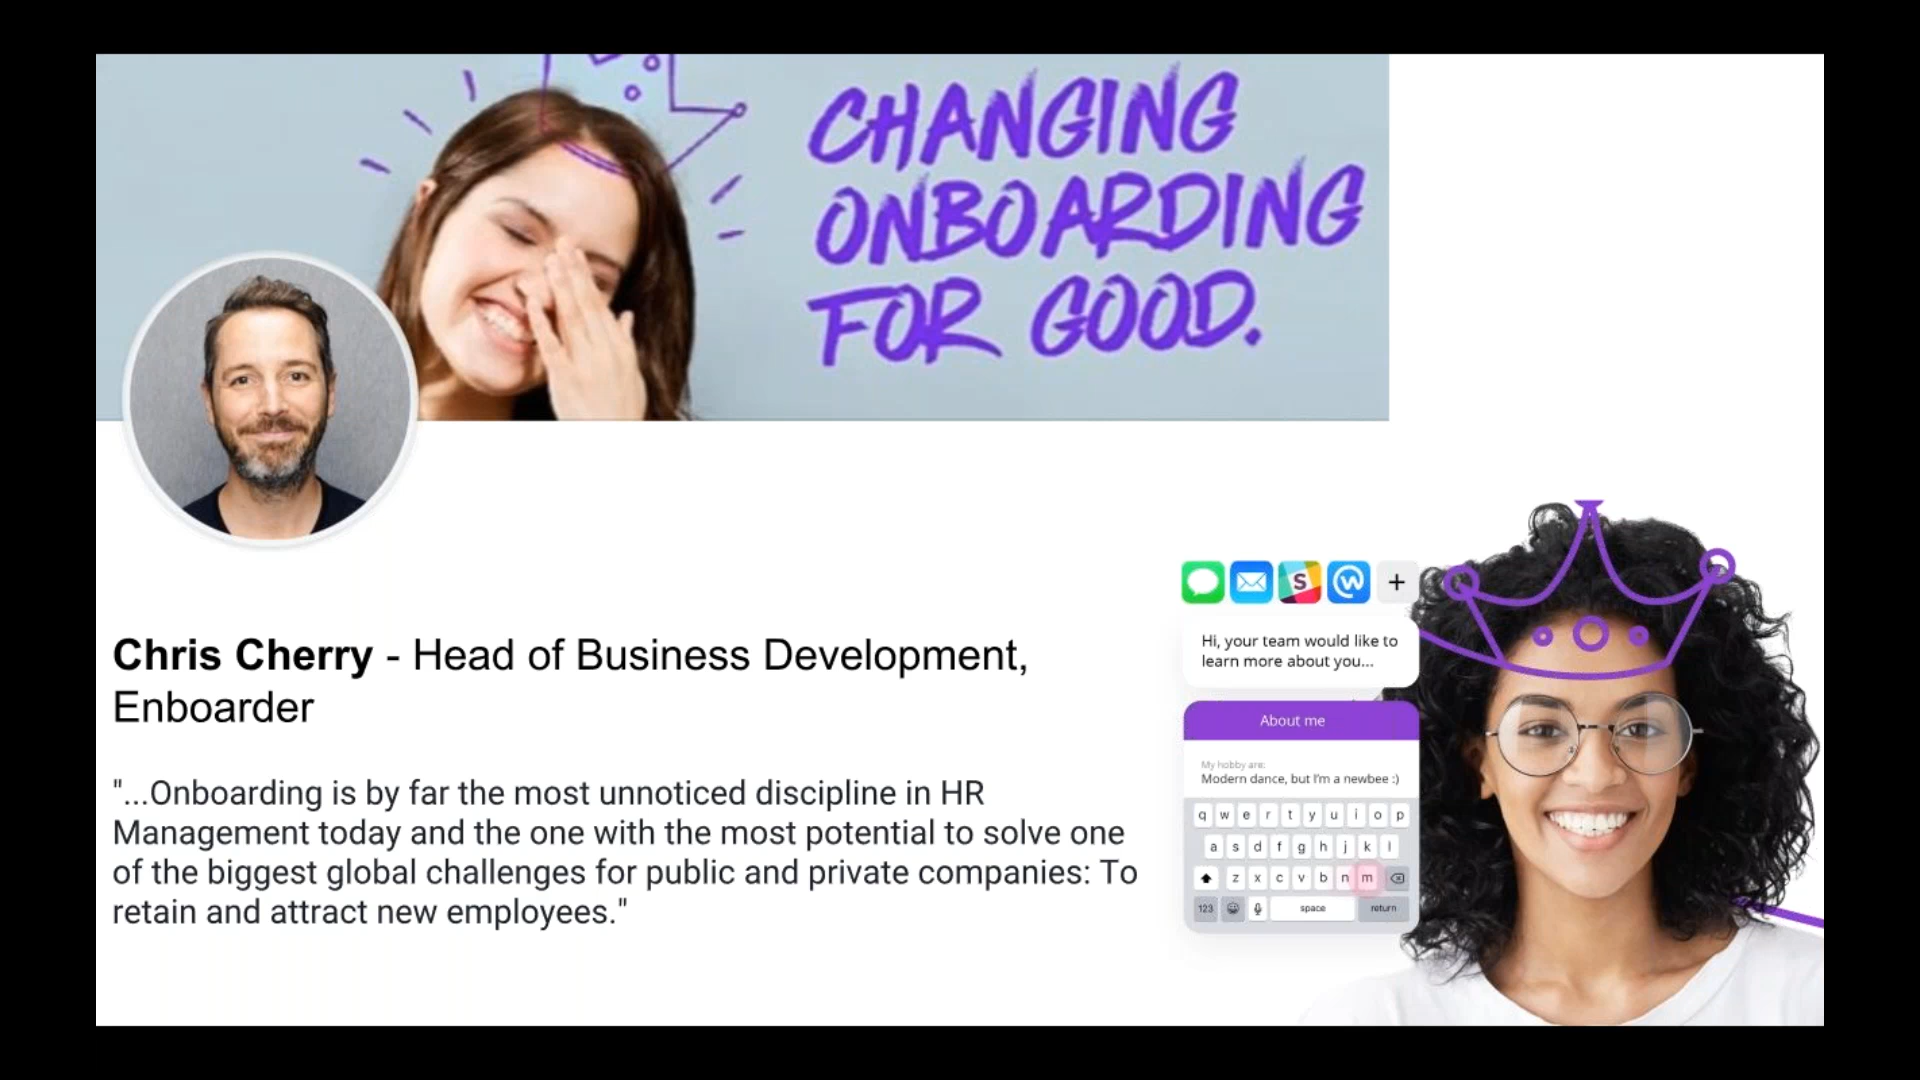 CHANGING
ONBOARDING
FOR GOOD.
Chris Cherry - Head of Business Development,
Enboarder
"...Onboarding is by far the most unnoticed discipline in HR
Management today and the one with the most potential to solve one
of the biggest global challenges for public and private companies: To
retain and attract new employees."
S
+
Hi, your team would like to
learn more about you...
About me
My hobby are:
Modern dance, but I'm a newbee :)
q w e r t y u i o p
a s d f g h j k l
z x c v b n m
123 space return